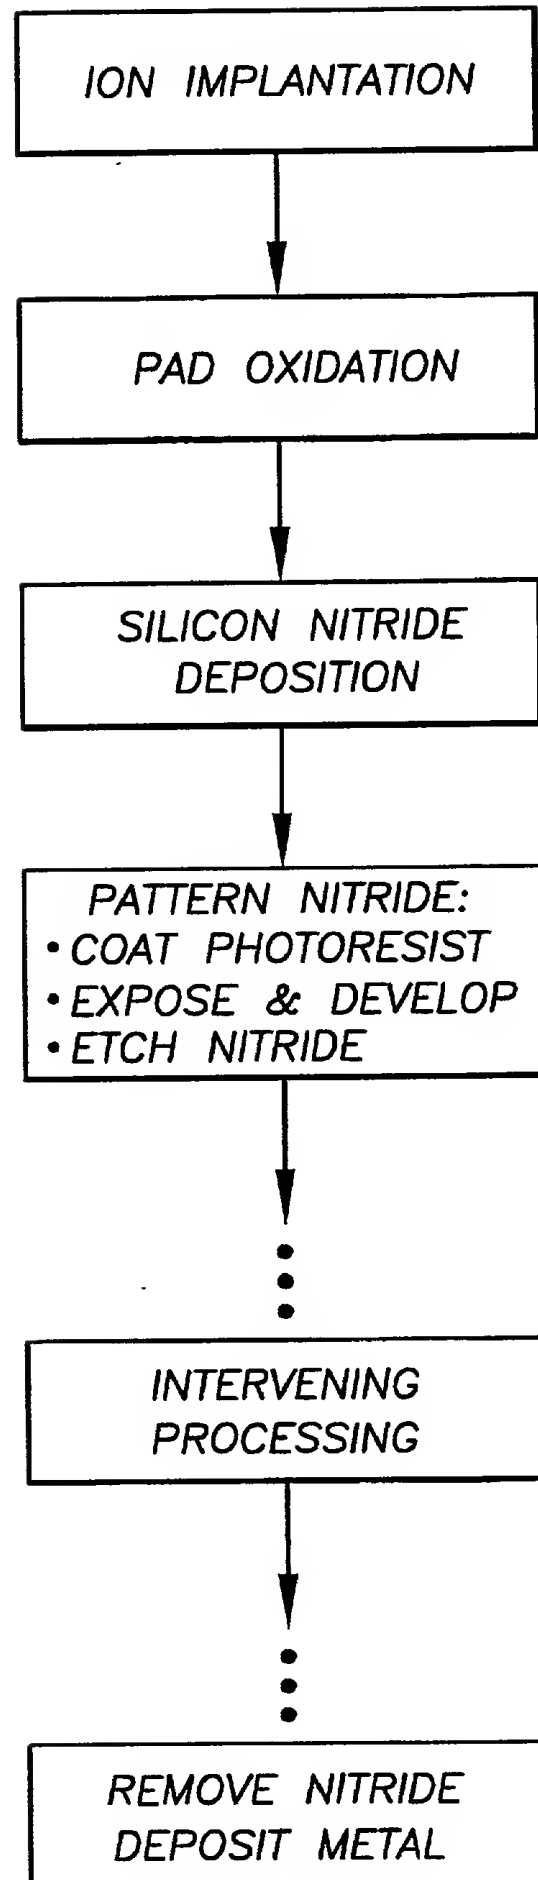 ION IMPLANTATION
PAD OXIDATION
SILICON NITRIDE
DEPOSITION
PATTERN NITRIDE:
• COAT PHOTORESIST
• EXPOSE & DEVELOP
• ETCH NITRIDE
INTERVENING
PROCESSING
REMOVE NITRIDE
DEPOSIT METAL